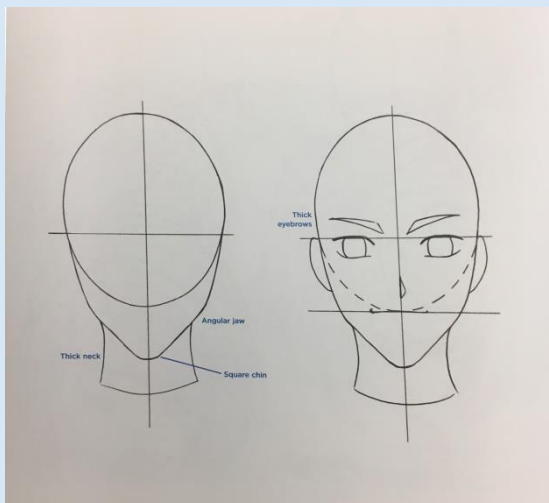 Thick
eyebrows
Angular jaw
Thick neck
Square chin